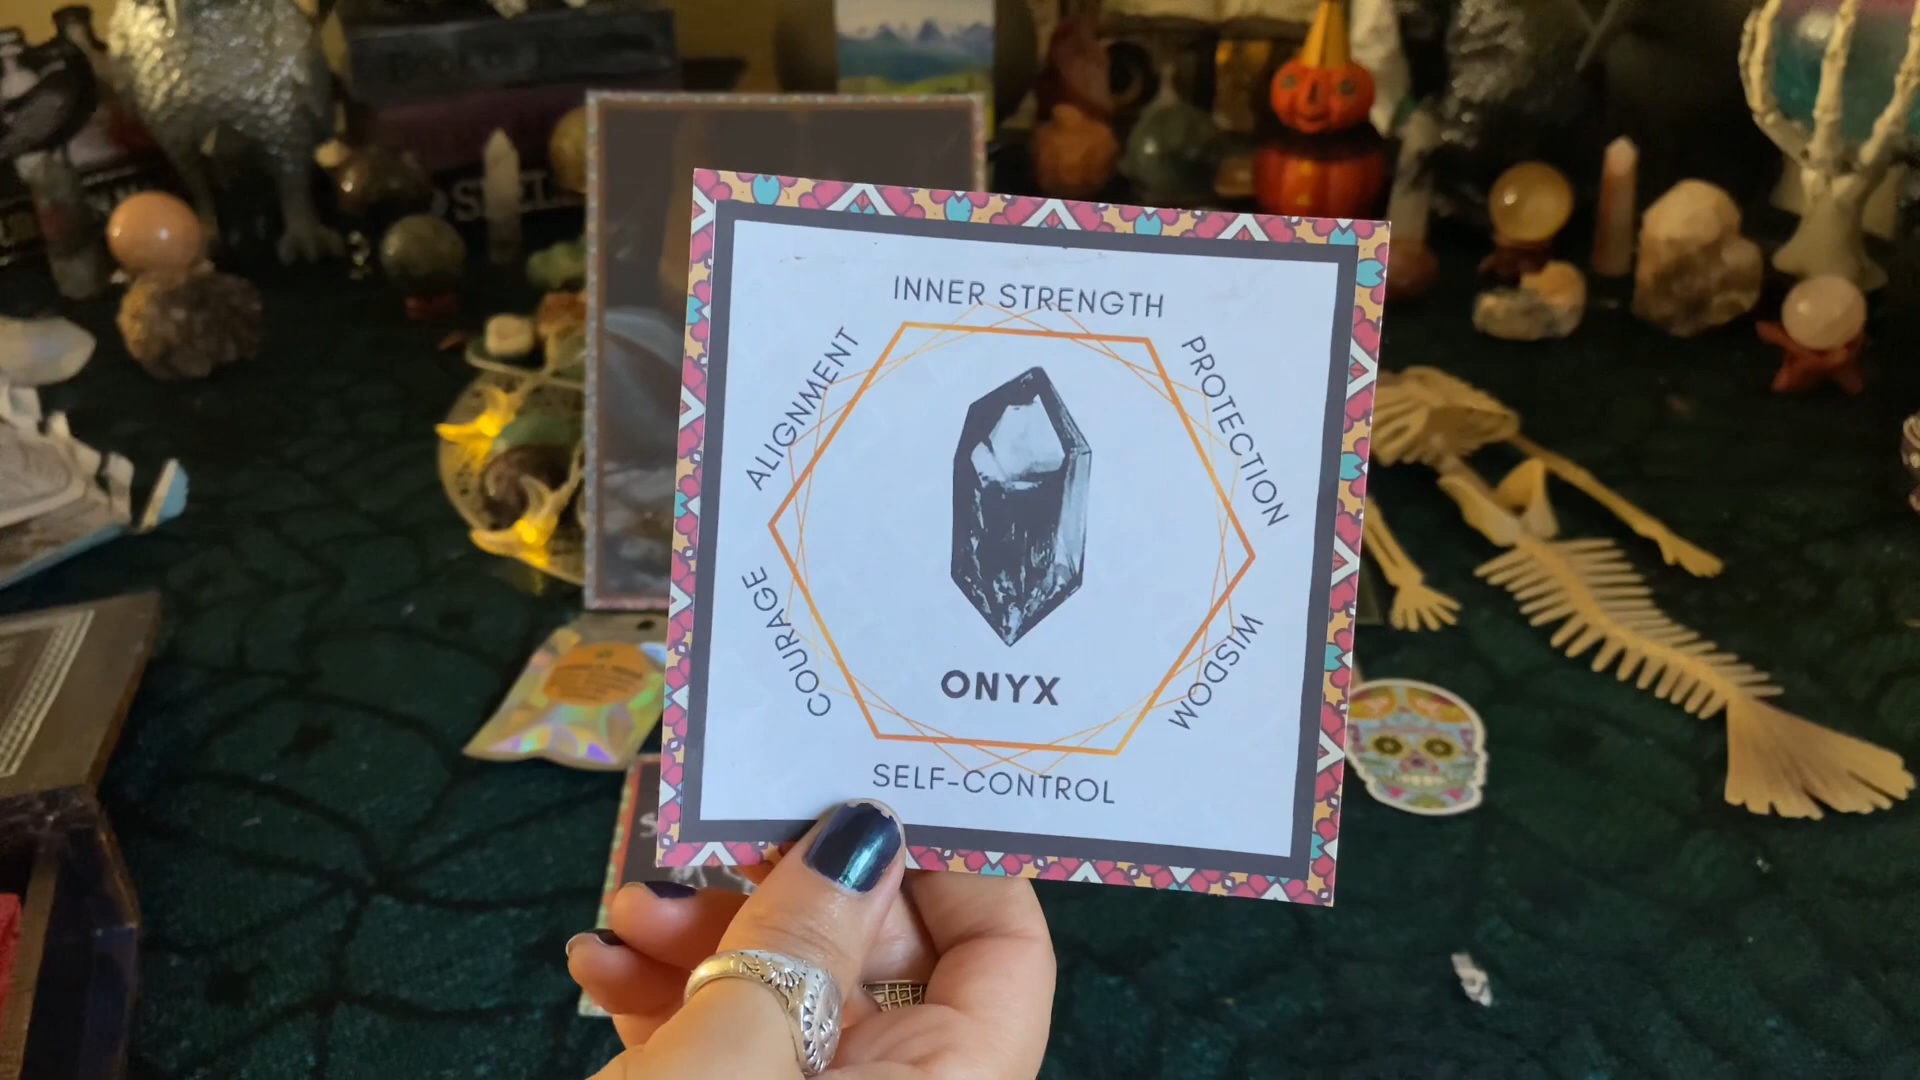 INNER STRENGTH
ALIGNMENT
PROTECTION
COURAGE
WISDOM
ONYX
SELF-CONTROL